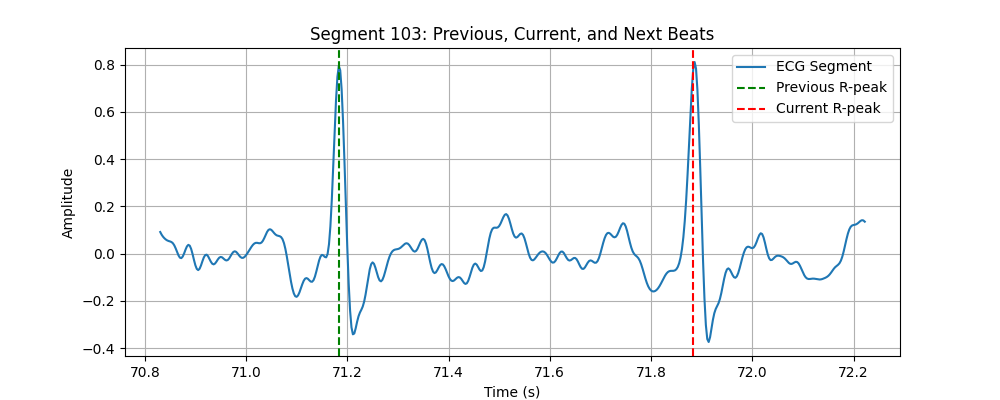 Segment 103: Previous, Current, and Next Beats
ECG Segment
Previous R-peak
Current R-peak
0.8
0.6
0.4
0.2
0.0
−0.2
−0.4
Amplitude
70.8 71.0 71.2 71.4 71.6 71.8 72.0 72.2
Time (s)